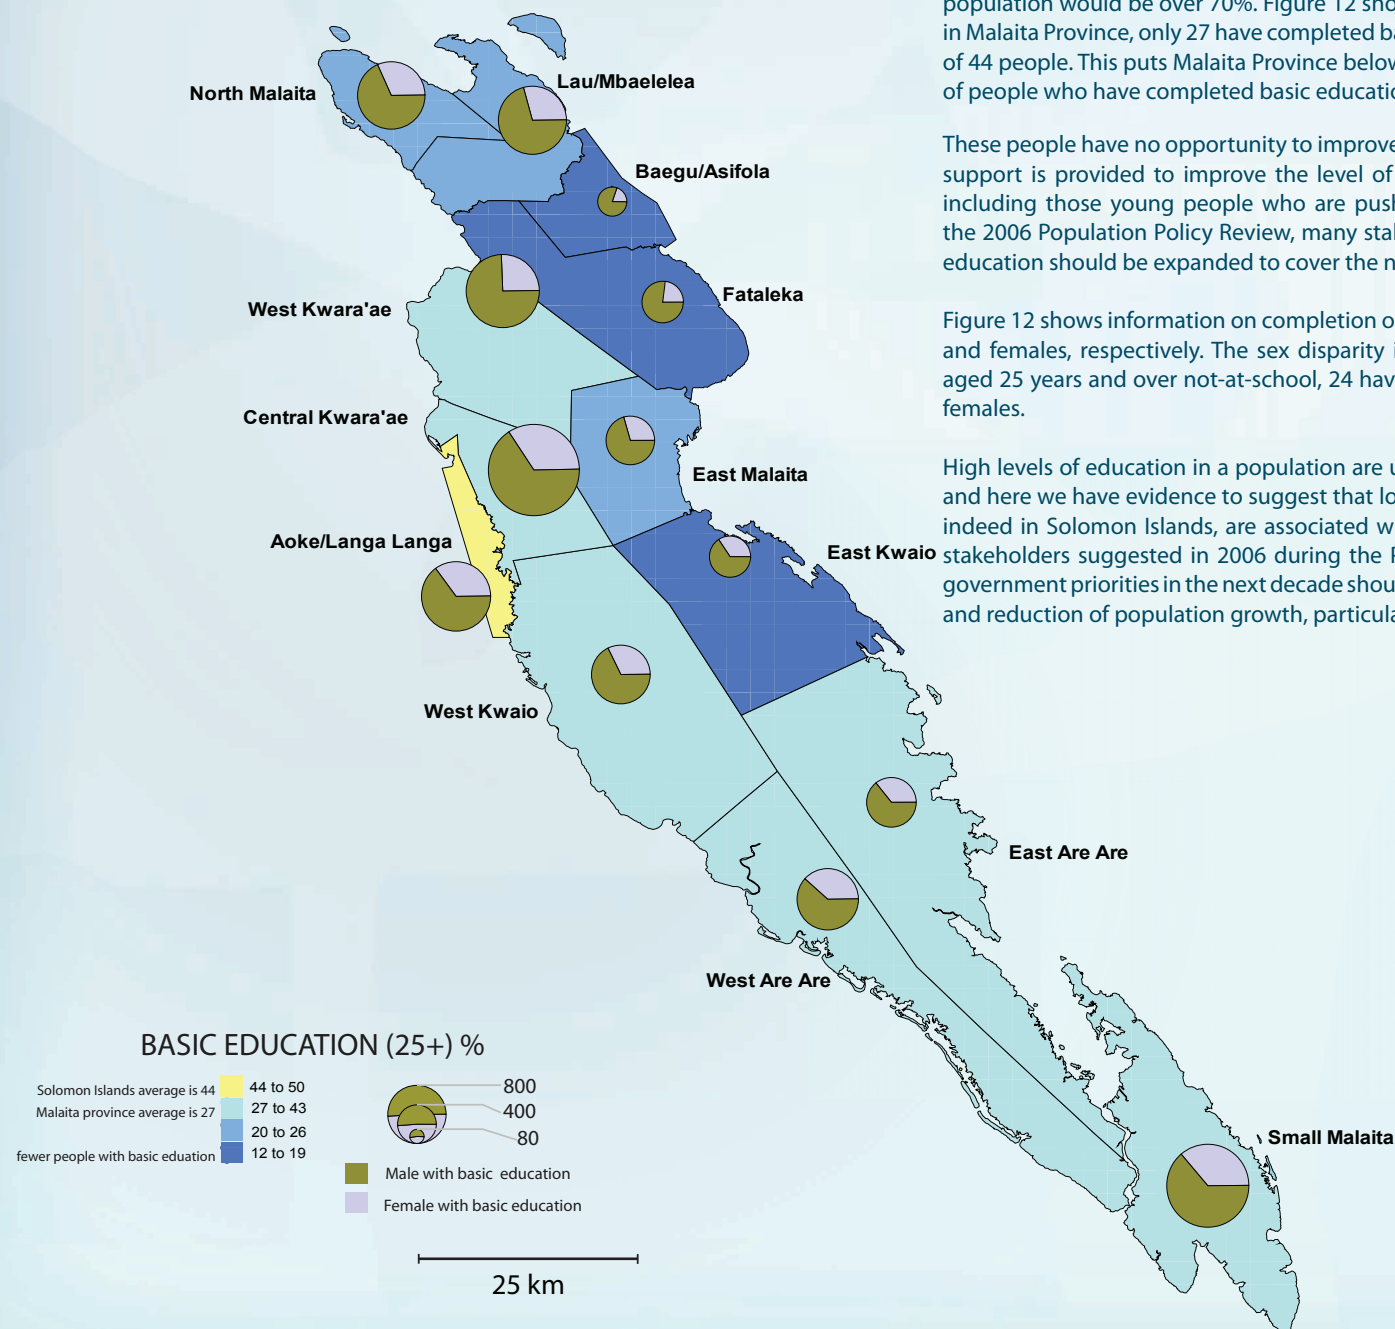 population would be over 70%. Figure 12 sho
in Malaita Province, only 27 have completed ba
of 44 people. This puts Malaita Province below
of people who have completed basic educatio
These people have no opportunity to improve
support is provided to improve the level of
including those young people who are push
the 2006 Population Policy Review, many stal
education should be expanded to cover the n
Figure 12 shows information on completion o
and females, respectively. The sex disparity i
aged 25 years and over not-at-school, 24 hav
females.
High levels of education in a population are u
and here we have evidence to suggest that lo
indeed in Solomon Islands, are associated w
stakeholders suggested in 2006 during the P
government priorities in the next decade shou
and reduction of population growth, particula
North Malaita
Lau/Mbaelelea
Baegu/Asifola
West Kwara'ae
Fataleka
Central Kwara'ae
East Malaita
Aoke/Langa Langa
East Kwaio
West Kwaio
East Are Are
West Are Are
Small Malaita
BASIC EDUCATION (25+) %
Solomon Islands average is 44 44 to 50
Malaita province average is 27 27 to 43
20 to 26
fewer people with basic eduation 12 to 19
800
400
80
Male with basic education
Female with basic education
25 km